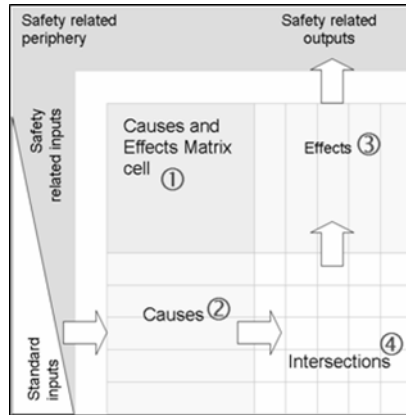 Safety related
periphery
Safety related
outputs
Safety
related inputs
Causes and
Effects Matrix
cell
①
Effects ③
Causes ②
Standard
inputs
④
Intersections